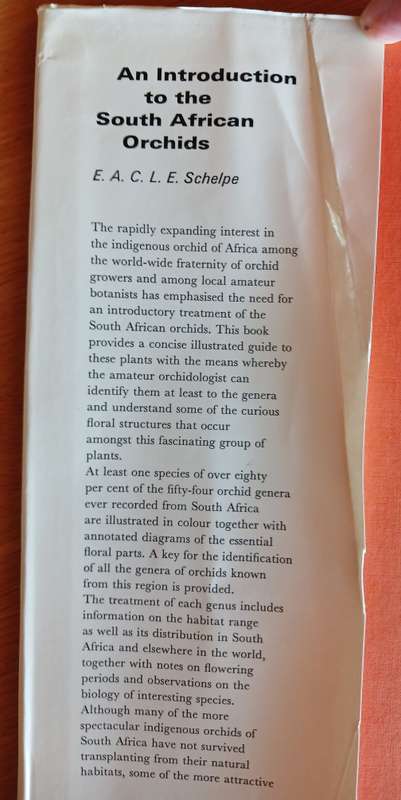 An Introduction
to the
South African
Orchids
E. A. C. L. E. Schelpe
The rapidly expanding interest in
the indigenous orchid of Africa among
the world-wide fraternity of orchid
growers and among local amateur
botanists has emphasised the need for
an introductory treatment of the
South African orchids. This book
provides a concise illustrated guide to
these plants with the means whereby
the amateur orchidologist can
identify them at least to the genera
and understand some of the curious
floral structures that occur
amongst this fascinating group of
plants.
At least one species of over eighty
per cent of the fifty-four orchid genera
ever recorded from South Africa
are illustrated in colour together with
annotated diagrams of the essential
floral parts. A key for the identification
of all the genera of orchids known
from this region is provided.
The treatment of each genus includes
information on the habitat range
as well as its distribution in South
Africa and elsewhere in the world,
together with notes on flowering
periods and observations on the
biology of interesting species.
Although many of the more
spectacular indigenous orchids of
South Africa have not survived
transplanting from their natural
habitats, some of the more attractive